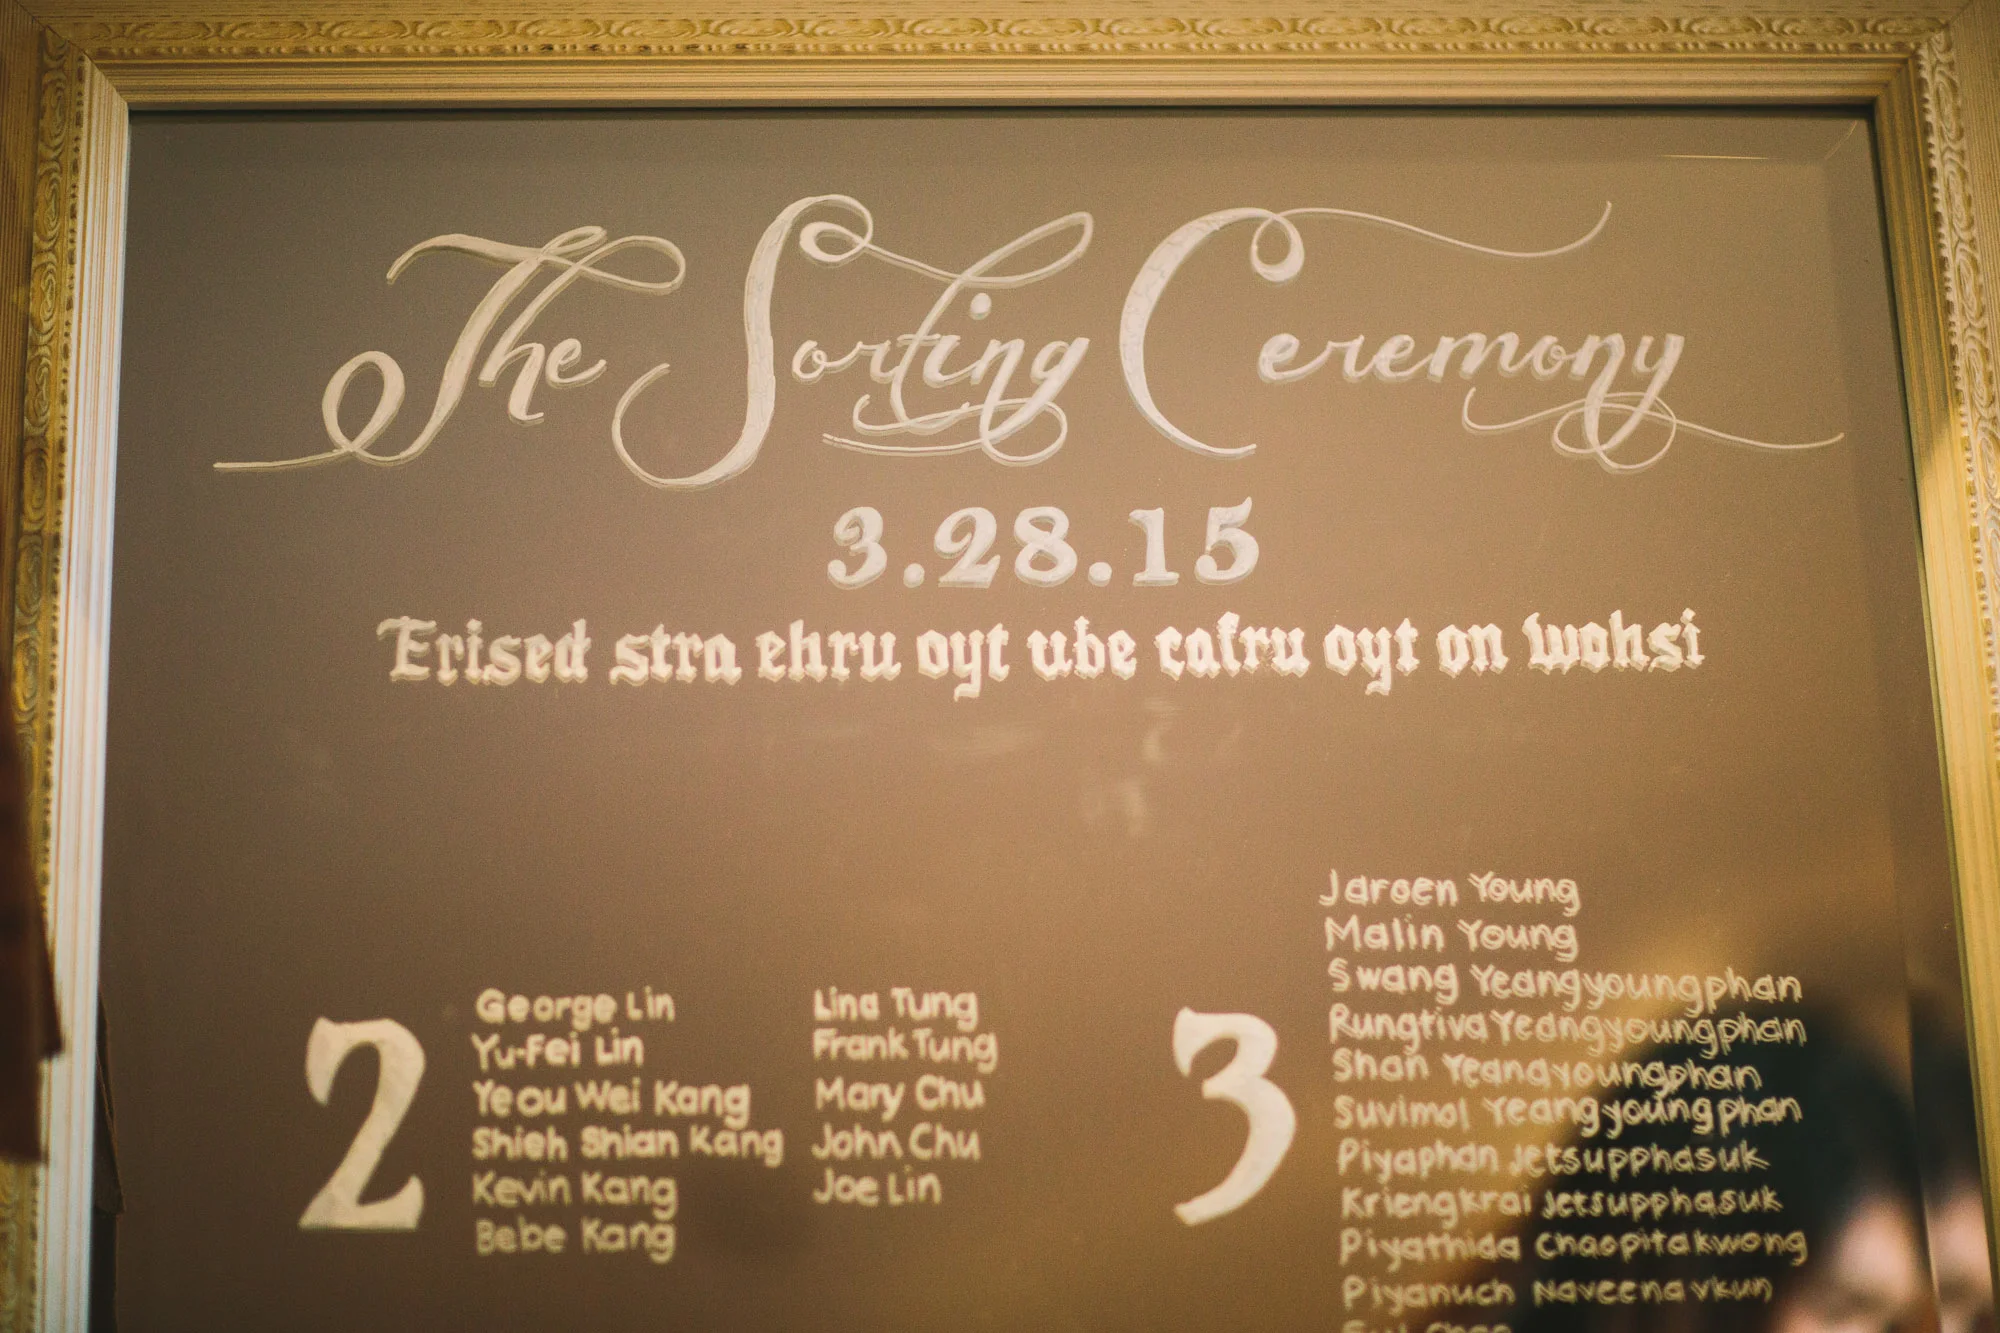 The Sorting Ceremony
3.28.15
Erised stra ehru oyt ube cafru oyt on wohsi
2
George Lin
Yu-Fei Lin
Yeou Wei Kang
Shieh Shian Kang
Kevin Kang
Bebe Kang
Lina Tung
Frank Tung
Mary Chu
John Chu
Joe Lin
3
Jaroen Young
Malin Young
Swang Yeangyoungphan
Rungtiva Yeangyoungphan
Shan Yeangyoungphan
Suvimol Yeangyoungphan
Piyaphan Jetsupphasuk
Kriengkrai Jetsupphasuk
Piyathida Chaopitakwong
Piyanuch Naveenavkun